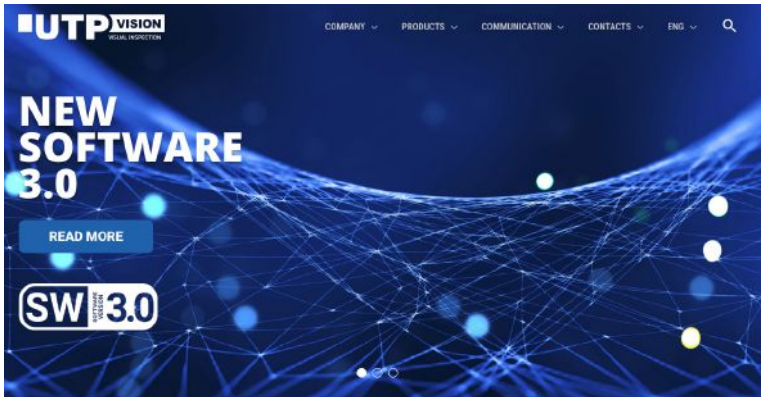 UTP VISION
VISUAL INSPECTION
COMPANY PRODUCTS COMMUNICATION CONTACTS ENG
NEW
SOFTWARE
3.0
READ MORE
SW SOFTWARE VERSION 3.0